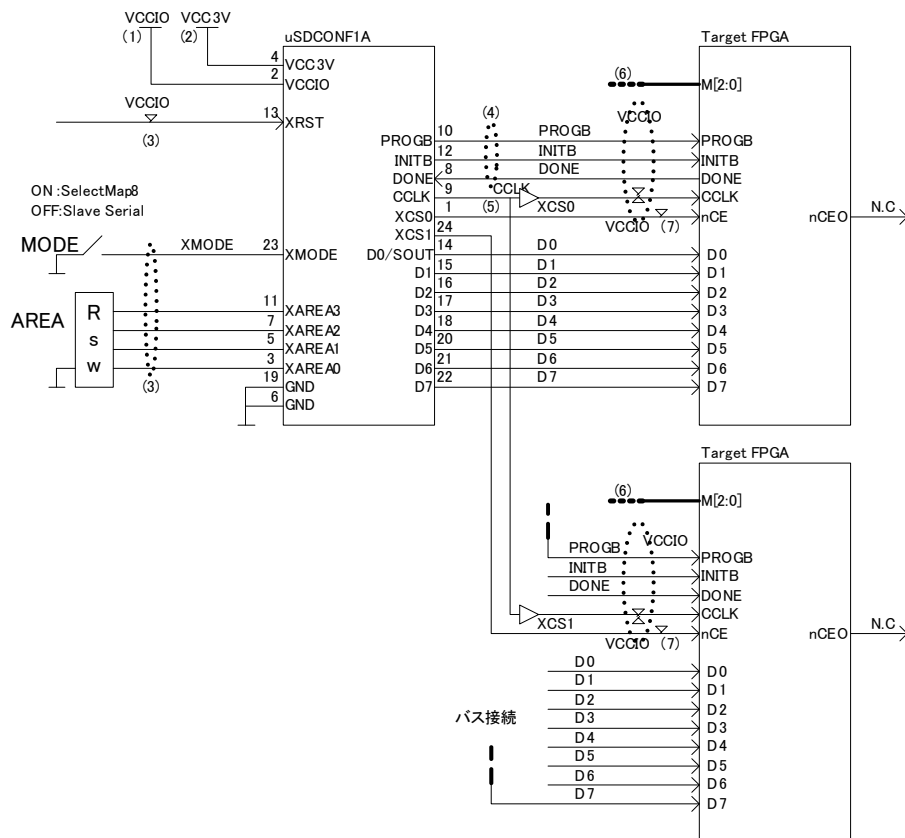 VCCIO
(1)
VCC3V
(2)
uSDCONF1A
4
VCC3V
2
VCCIO
VCCIO
13
XRST
(3)
ON :SelectMap8
OFF:Slave Serial
MODE
XMODE
23
XMODE
AREA
R
s
w
11
XAREA3
7
XAREA2
5
XAREA1
3
XAREA0
(3)
19
GND
6
GND
PROGB
10
INITB
12
DONE
8
CCLK
9
XCS0
1
XCS1
24
D0/SOUT
14
D1
15
D2
16
D3
17
D4
18
D5
20
D6
21
D7
22
(4)
PROGB
INITB
DONE
CCLK
(5)
XCS0
D0
D1
D2
D3
D4
D5
D6
D7
(6)
VCCIO
VCCIO
(7)
Target FPGA
M[2:0]
PROGB
INITB
DONE
CCLK
nCE
nCEO
N.C
D0
D1
D2
D3
D4
D5
D6
D7
Target FPGA
(6)
M[2:0]
VCCIO
PROGB
INITB
DONE
XCS1
VCCIO
(7)
PROGB
INITB
DONE
CCLK
nCE
nCEO
N.C
D0
D1
D2
D3
D4
D5
D6
D7
バス接続
D0
D1
D2
D3
D4
D5
D6
D7